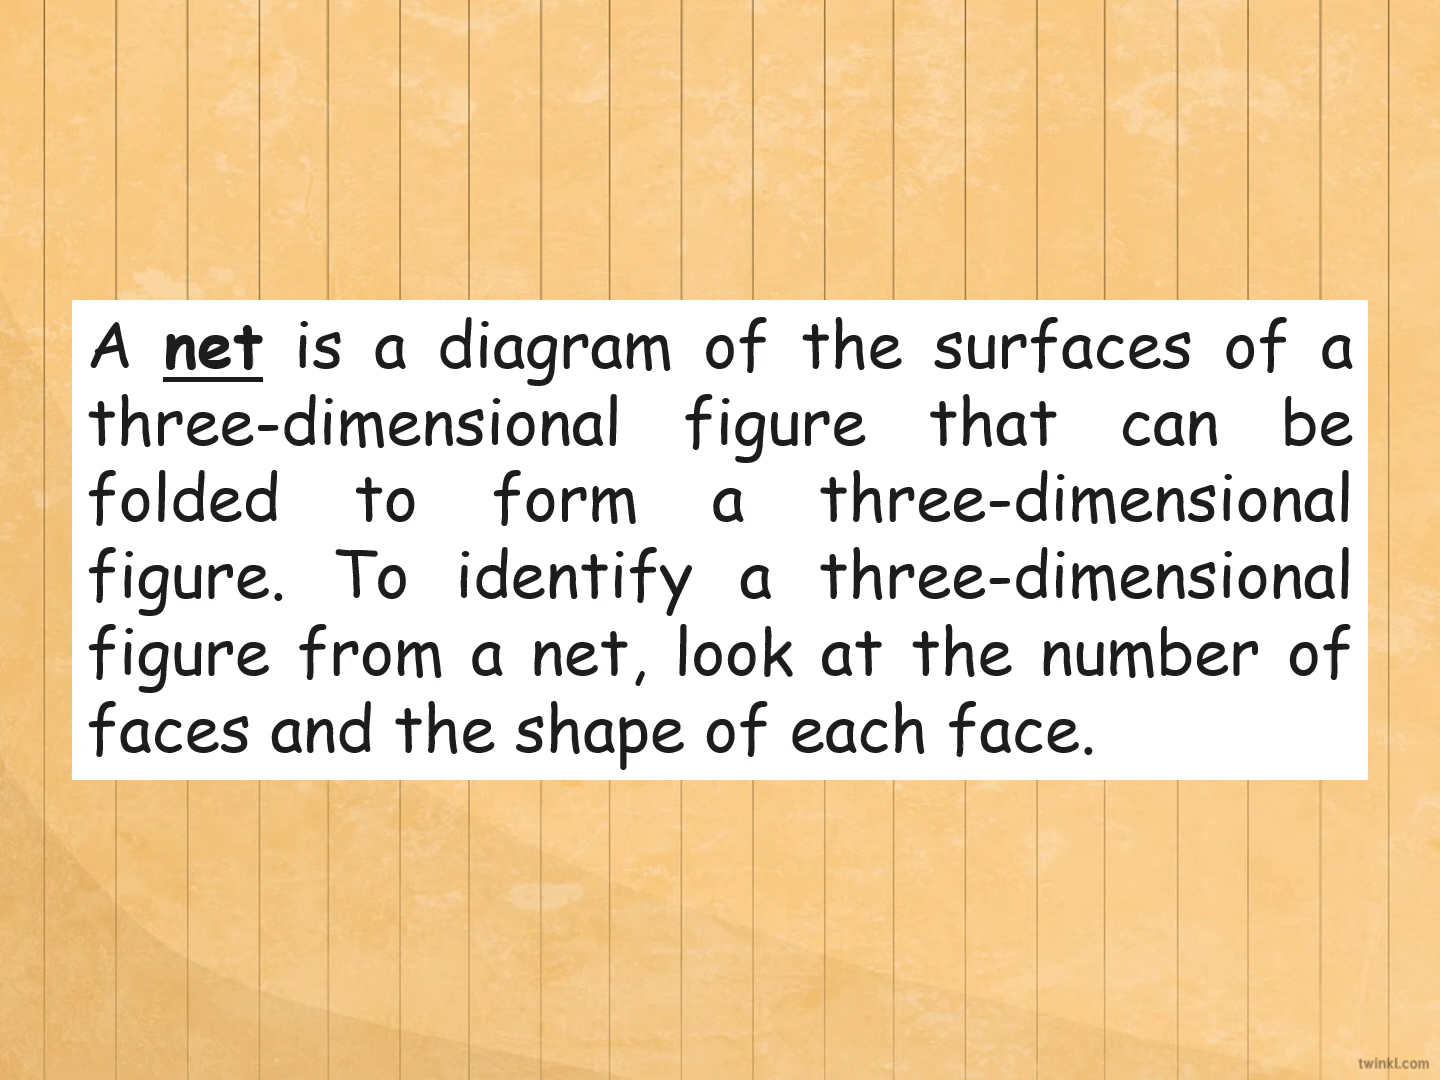 A net is a diagram of the surfaces of a
three-dimensional figure that can be
folded to form a three-dimensional
figure. To identify a three-dimensional
figure from a net, look at the number of
faces and the shape of each face.
twinkl.com